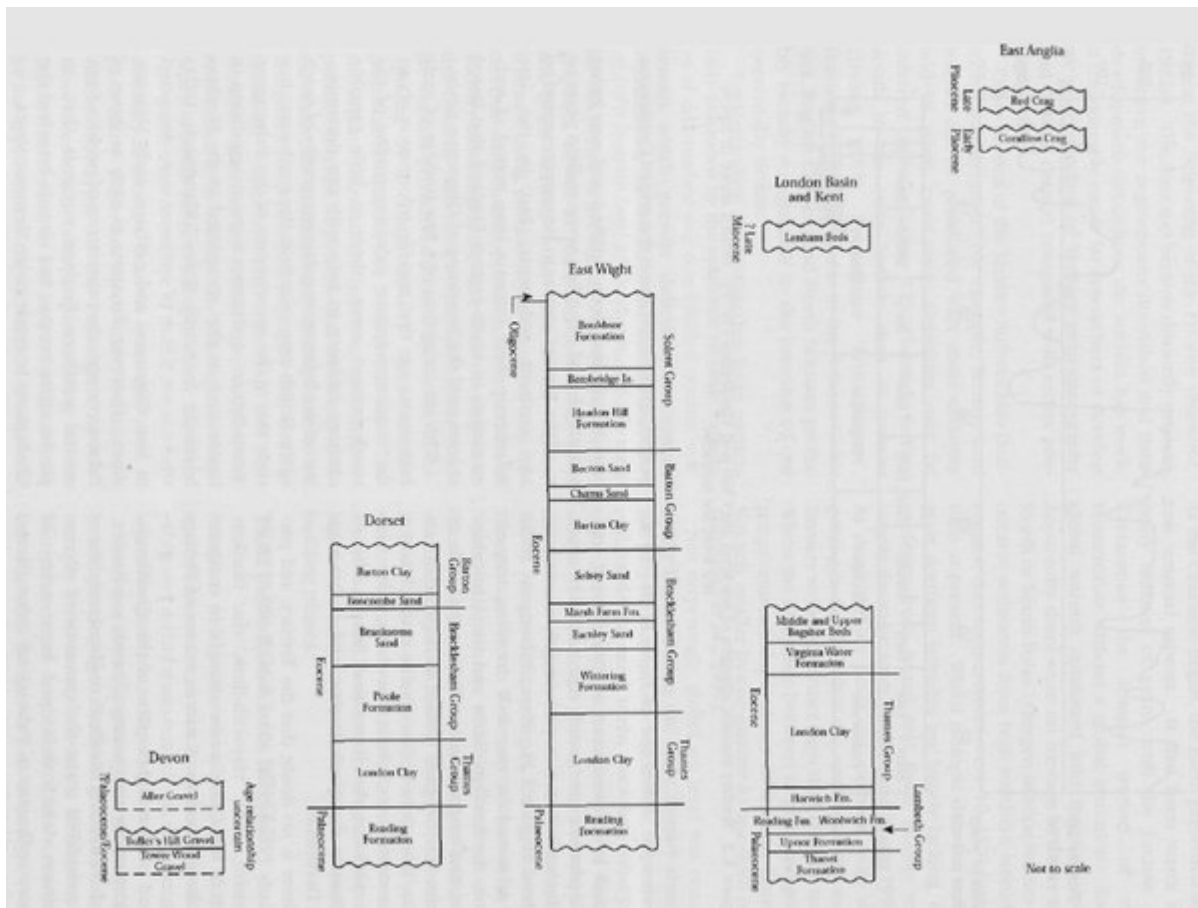 East Anglia
Late
Pliocene
Red Crag
Early
Pliocene
Coralline Crag
London Basin
and Kent
? Late
Miocene
Lenham Beds
East Wight
Oligocene
Bouldnor
Formation
Bembridge Ls.
Headon Hill
Formation
Solent Group
Becton Sand
Chama Sand
Barton Clay
Barton Group
Eocene
Selsey Sand
Marsh Farm Fm.
Earnley Sand
Wittering
Formation
Bracklesham Group
London Clay
Thames
Group
Palaeocene
Reading
Formation
Dorset
Barton Clay
Boscombe Sand
Barton
Group
Branksome
Sand
Poole
Formation
Bracklesham Group
Eocene
London Clay
Thames
Group
Palaeocene
Reading
Formation
Middle and Upper
Bagshot Beds
Virginia Water
Formation
Eocene
London Clay
Thames Group
Harwich Fm.
Reading Fm. Woolwich Fm.
Upnor Formation
Thanet
Formation
Lambeth Group
Palaeocene
Devon
Aller Gravel
Buller's Hill Gravel
Tower Wood
Gravel
?Palaeocene/Eocene
Age relationship
uncertain
Not to scale